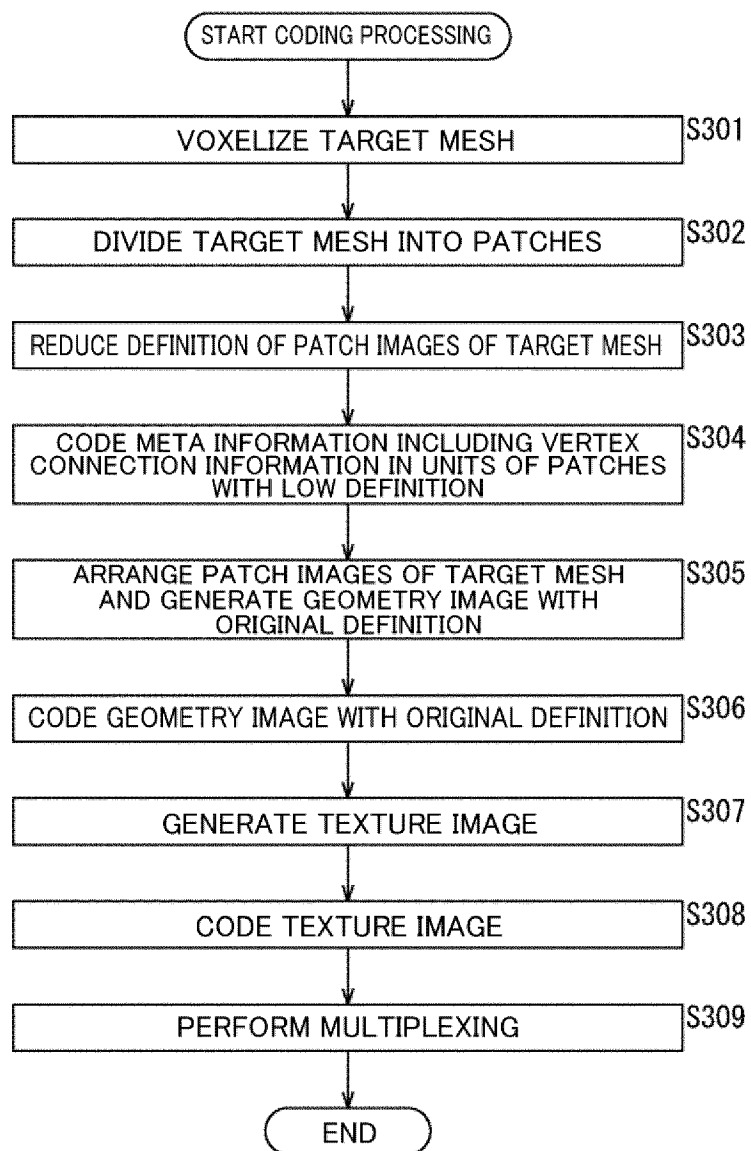 START CODING PROCESSING
VOXELIZE TARGET MESH
S301
DIVIDE TARGET MESH INTO PATCHES
S302
REDUCE DEFINITION OF PATCH IMAGES OF TARGET MESH
S303
CODE META INFORMATION INCLUDING VERTEX
CONNECTION INFORMATION IN UNITS OF PATCHES
WITH LOW DEFINITION
S304
ARRANGE PATCH IMAGES OF TARGET MESH
AND GENERATE GEOMETRY IMAGE WITH
ORIGINAL DEFINITION
S305
CODE GEOMETRY IMAGE WITH ORIGINAL DEFINITION
S306
GENERATE TEXTURE IMAGE
S307
CODE TEXTURE IMAGE
S308
PERFORM MULTIPLEXING
S309
END